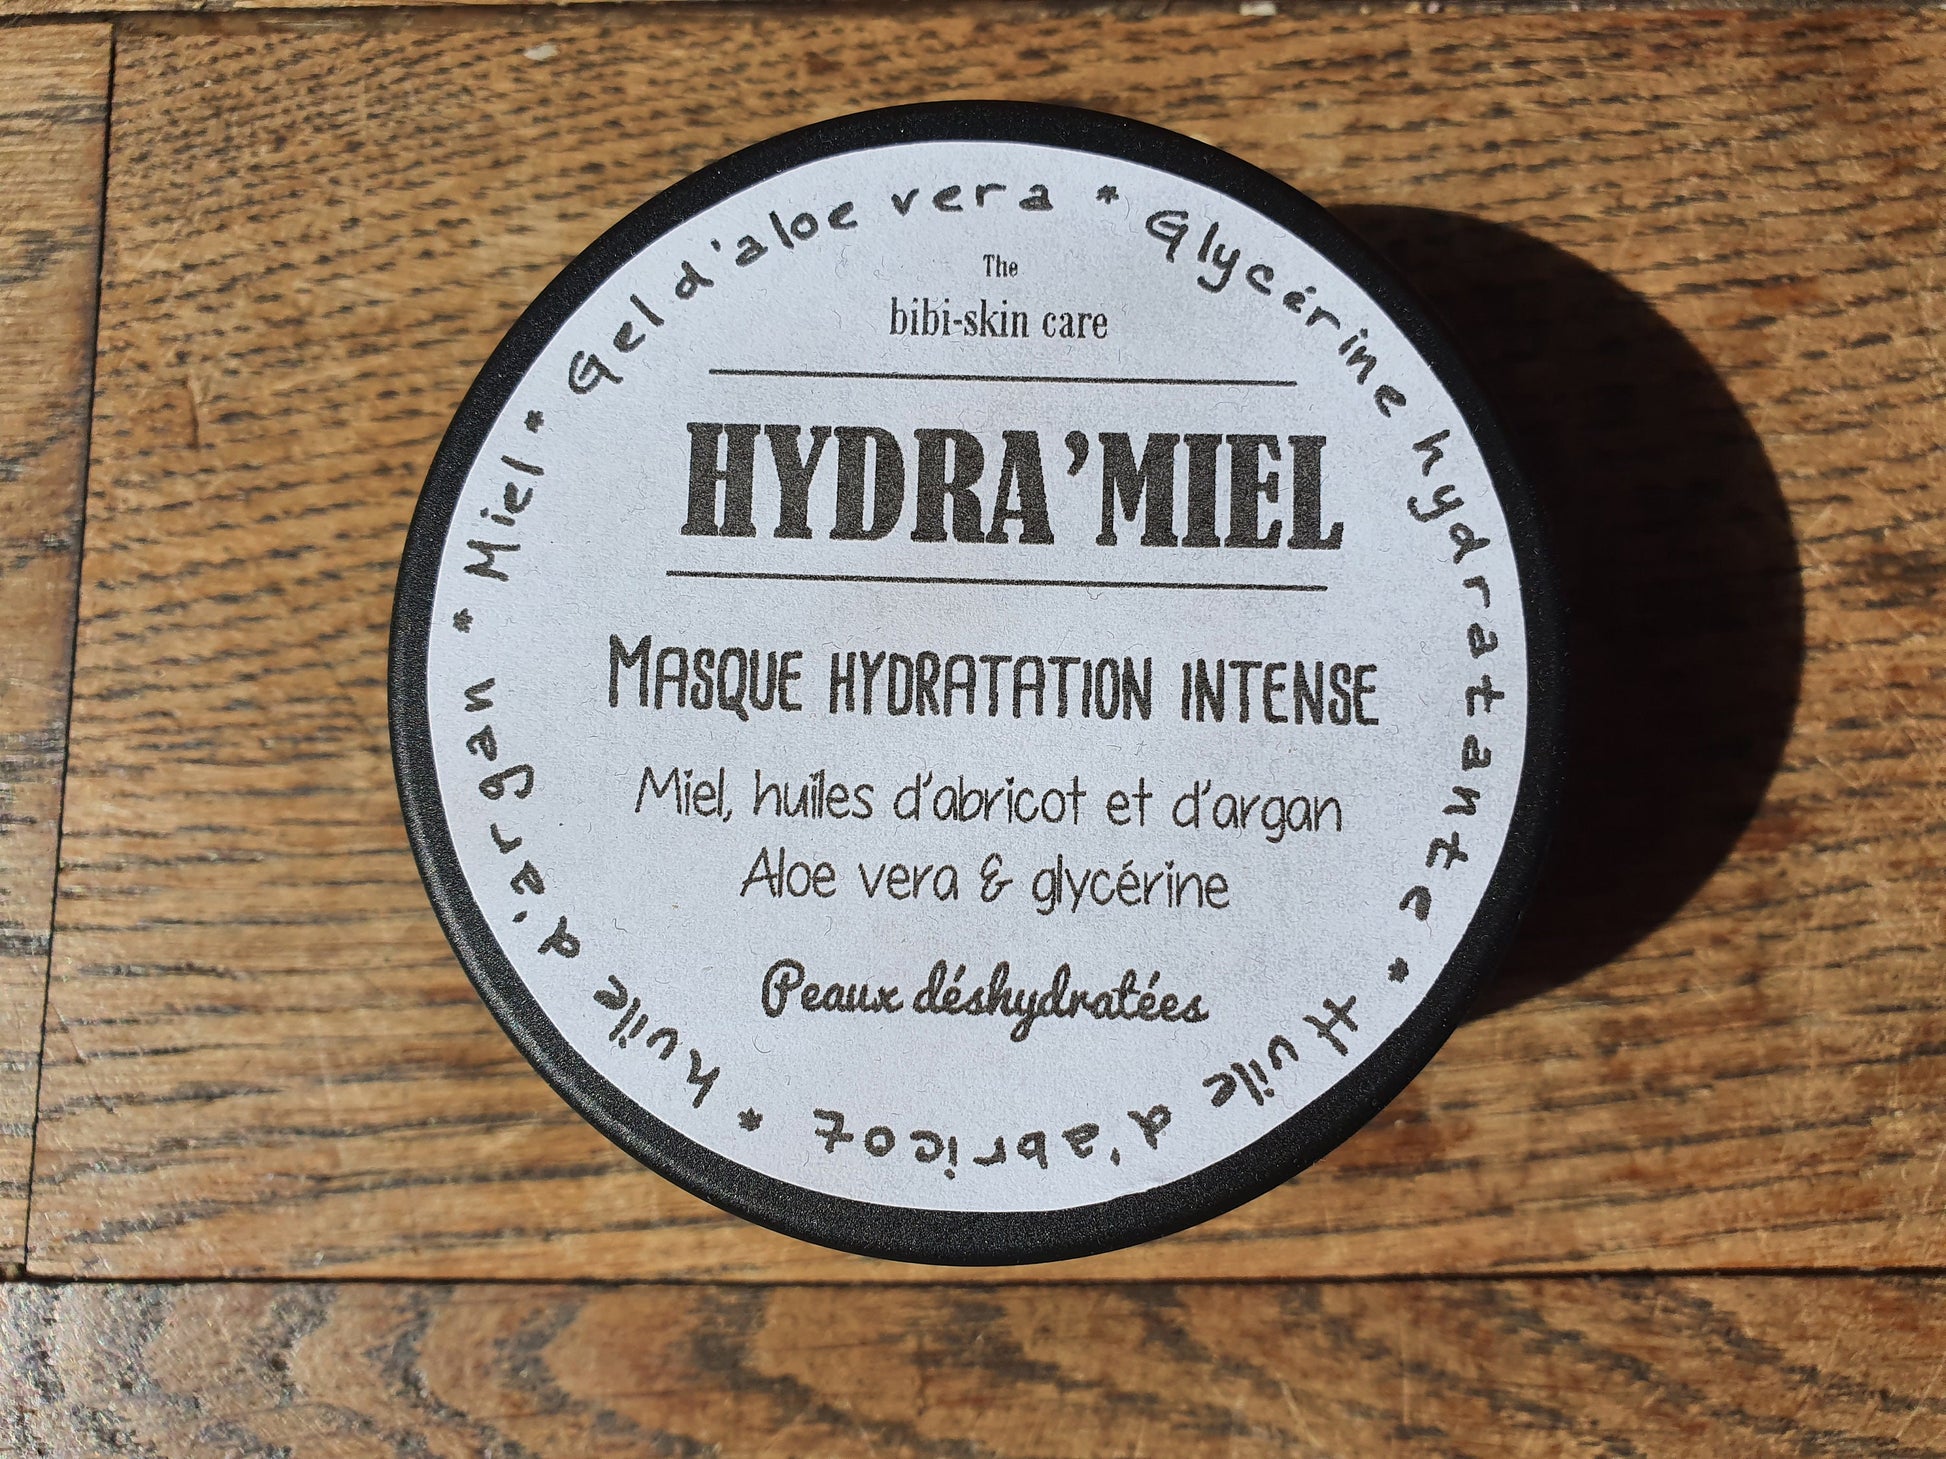 The
bibi-skin care
HYDRA'MIEL
MASQUE HYDRATATION INTENSE
Miel, huiles d'abricot et d'argan
Aloe vera & glycérine
Peaux déshydratées
* Miel * Gel d'aloe vera * Glycérine hydratante * Huile d'abricot * huile d'argan